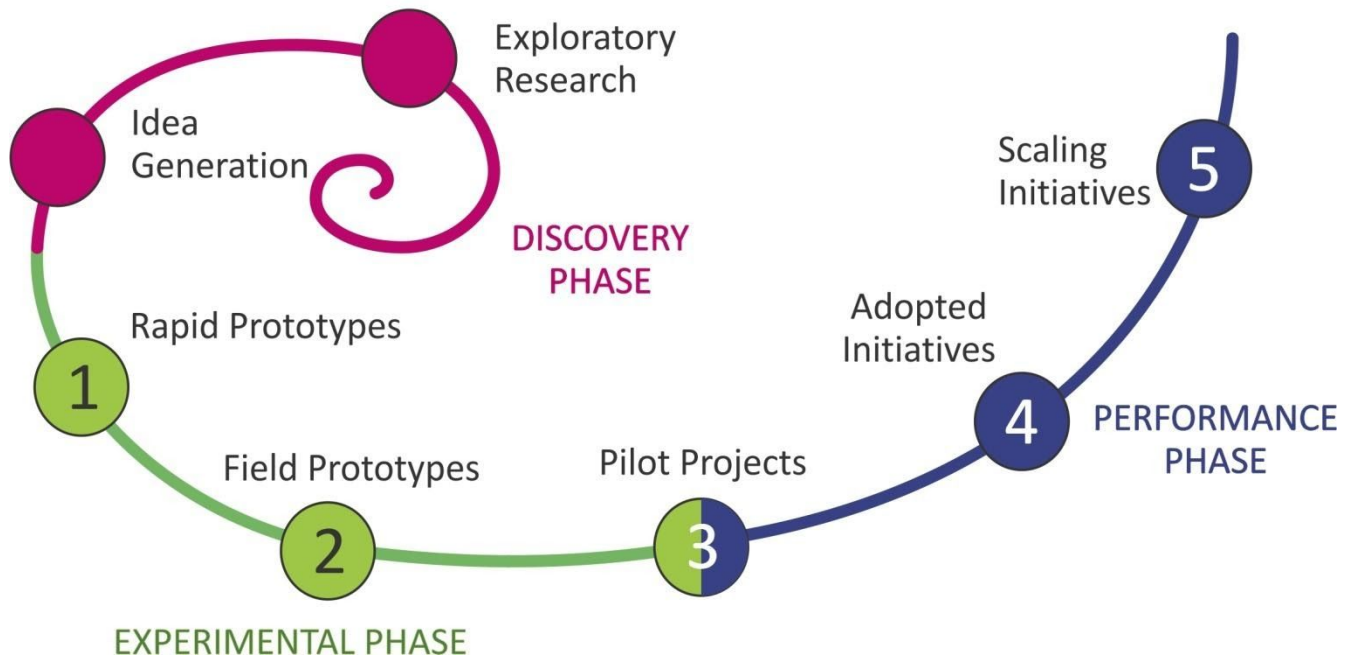 Exploratory
Research
Idea
Generation
DISCOVERY
PHASE
Rapid Prototypes
1
Field Prototypes
2
EXPERIMENTAL PHASE
Pilot Projects
3
Adopted
Initiatives
4
PERFORMANCE
PHASE
Scaling
Initiatives
5